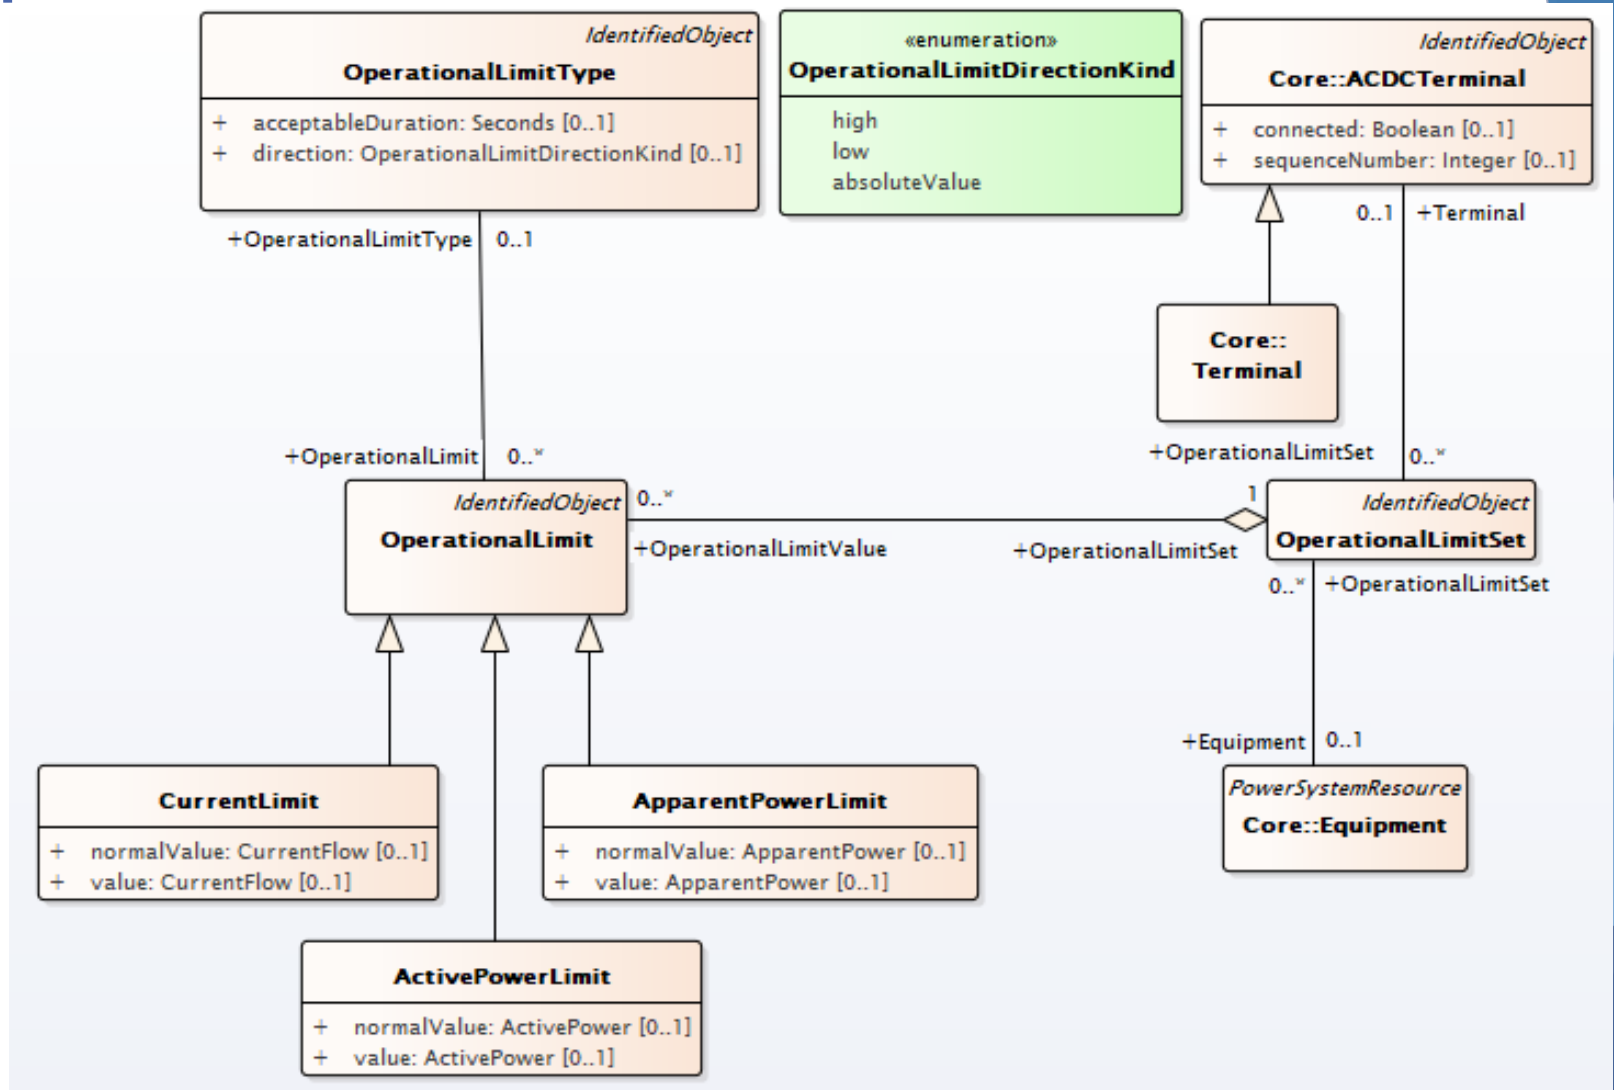 IdentifiedObject
OperationalLimitType
+ acceptableDuration: Seconds [0..1]
+ direction: OperationalLimitDirectionKind [0..1]
«enumeration»
OperationalLimitDirectionKind
high
low
absoluteValue
IdentifiedObject
Core::ACDCTerminal
+ connected: Boolean [0..1]
+ sequenceNumber: Integer [0..1]
+OperationalLimitType 0..1
0..1 +Terminal
Core::
Terminal
+OperationalLimit 0..*
+OperationalLimitSet 0..*
IdentifiedObject
OperationalLimit
0..*
+OperationalLimitValue
1
+OperationalLimitSet
IdentifiedObject
OperationalLimitSet
0..* +OperationalLimitSet
+Equipment 0..1
PowerSystemResource
Core::Equipment
CurrentLimit
+ normalValue: CurrentFlow [0..1]
+ value: CurrentFlow [0..1]
ApparentPowerLimit
+ normalValue: ApparentPower [0..1]
+ value: ApparentPower [0..1]
ActivePowerLimit
+ normalValue: ActivePower [0..1]
+ value: ActivePower [0..1]